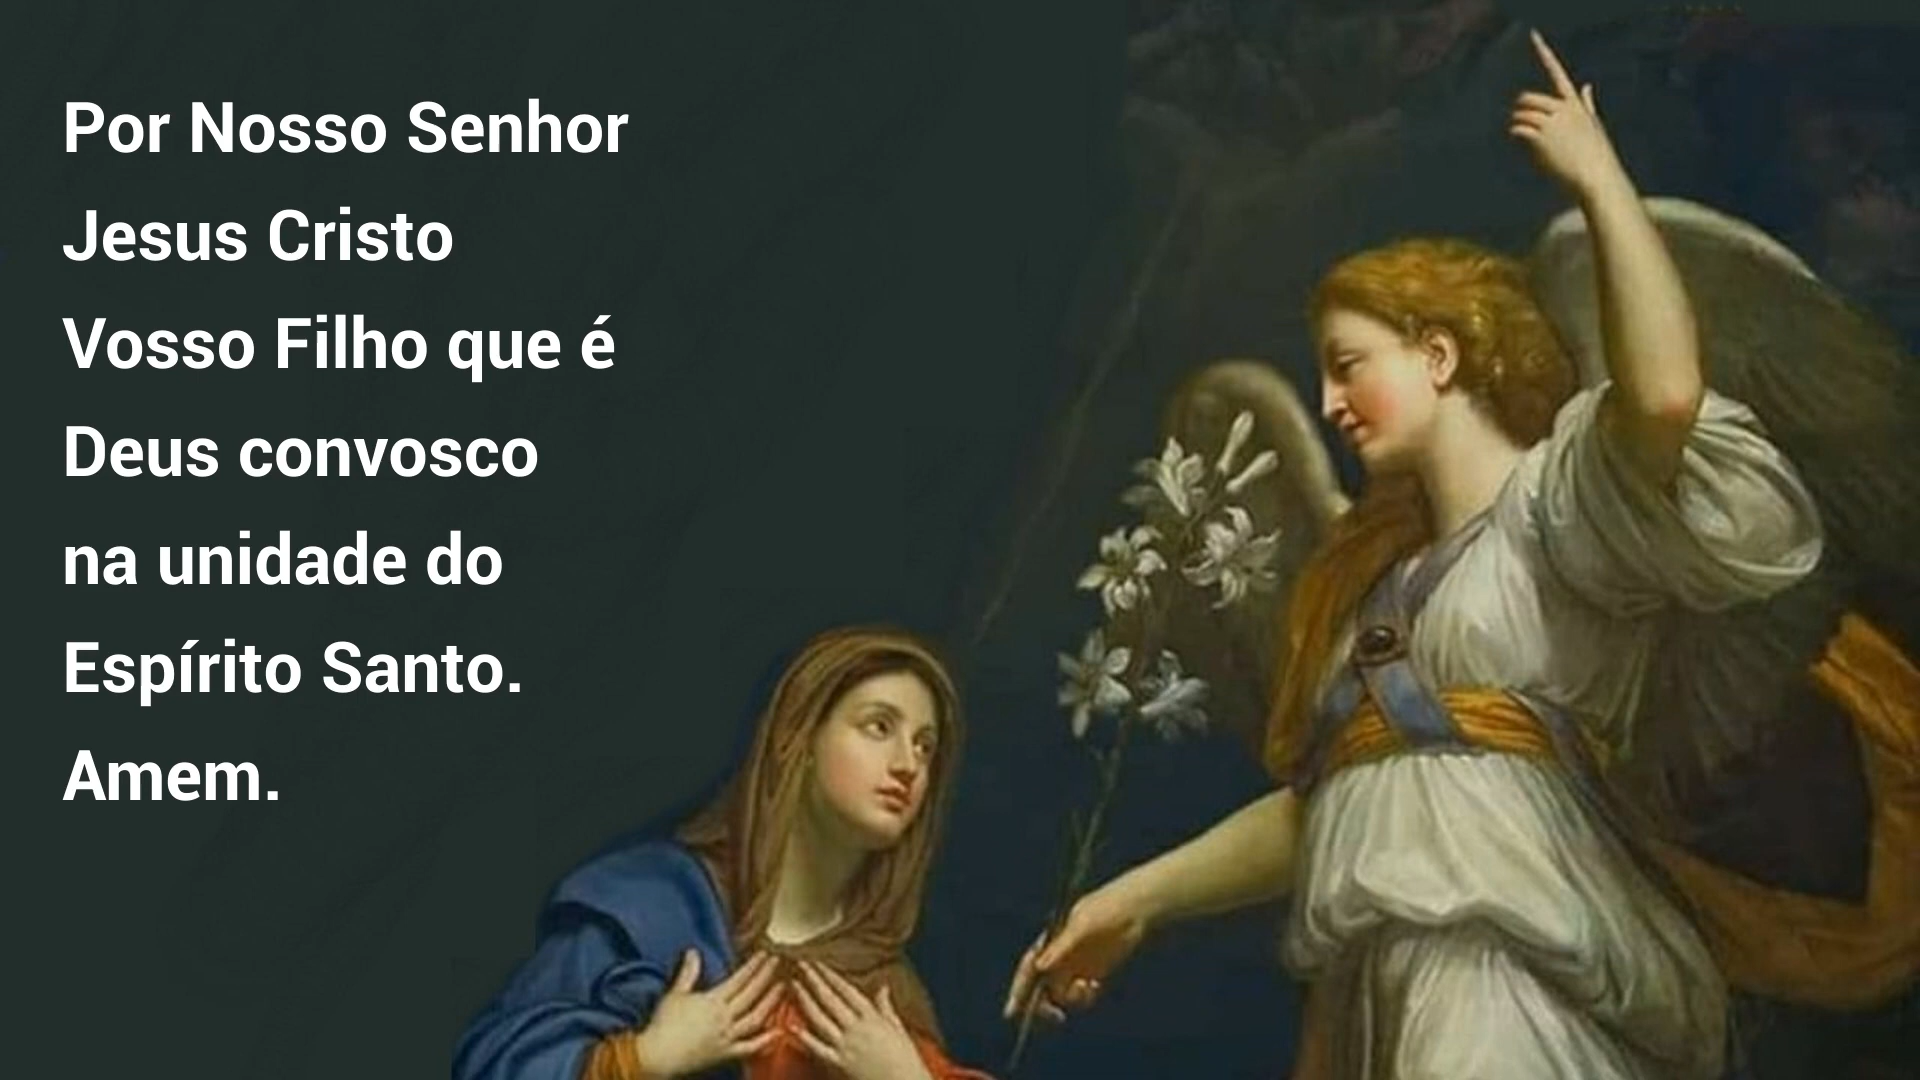 Por Nosso Senhor
Jesus Cristo
Vosso Filho que é
Deus convosco
na unidade do
Espírito Santo.
Amem.